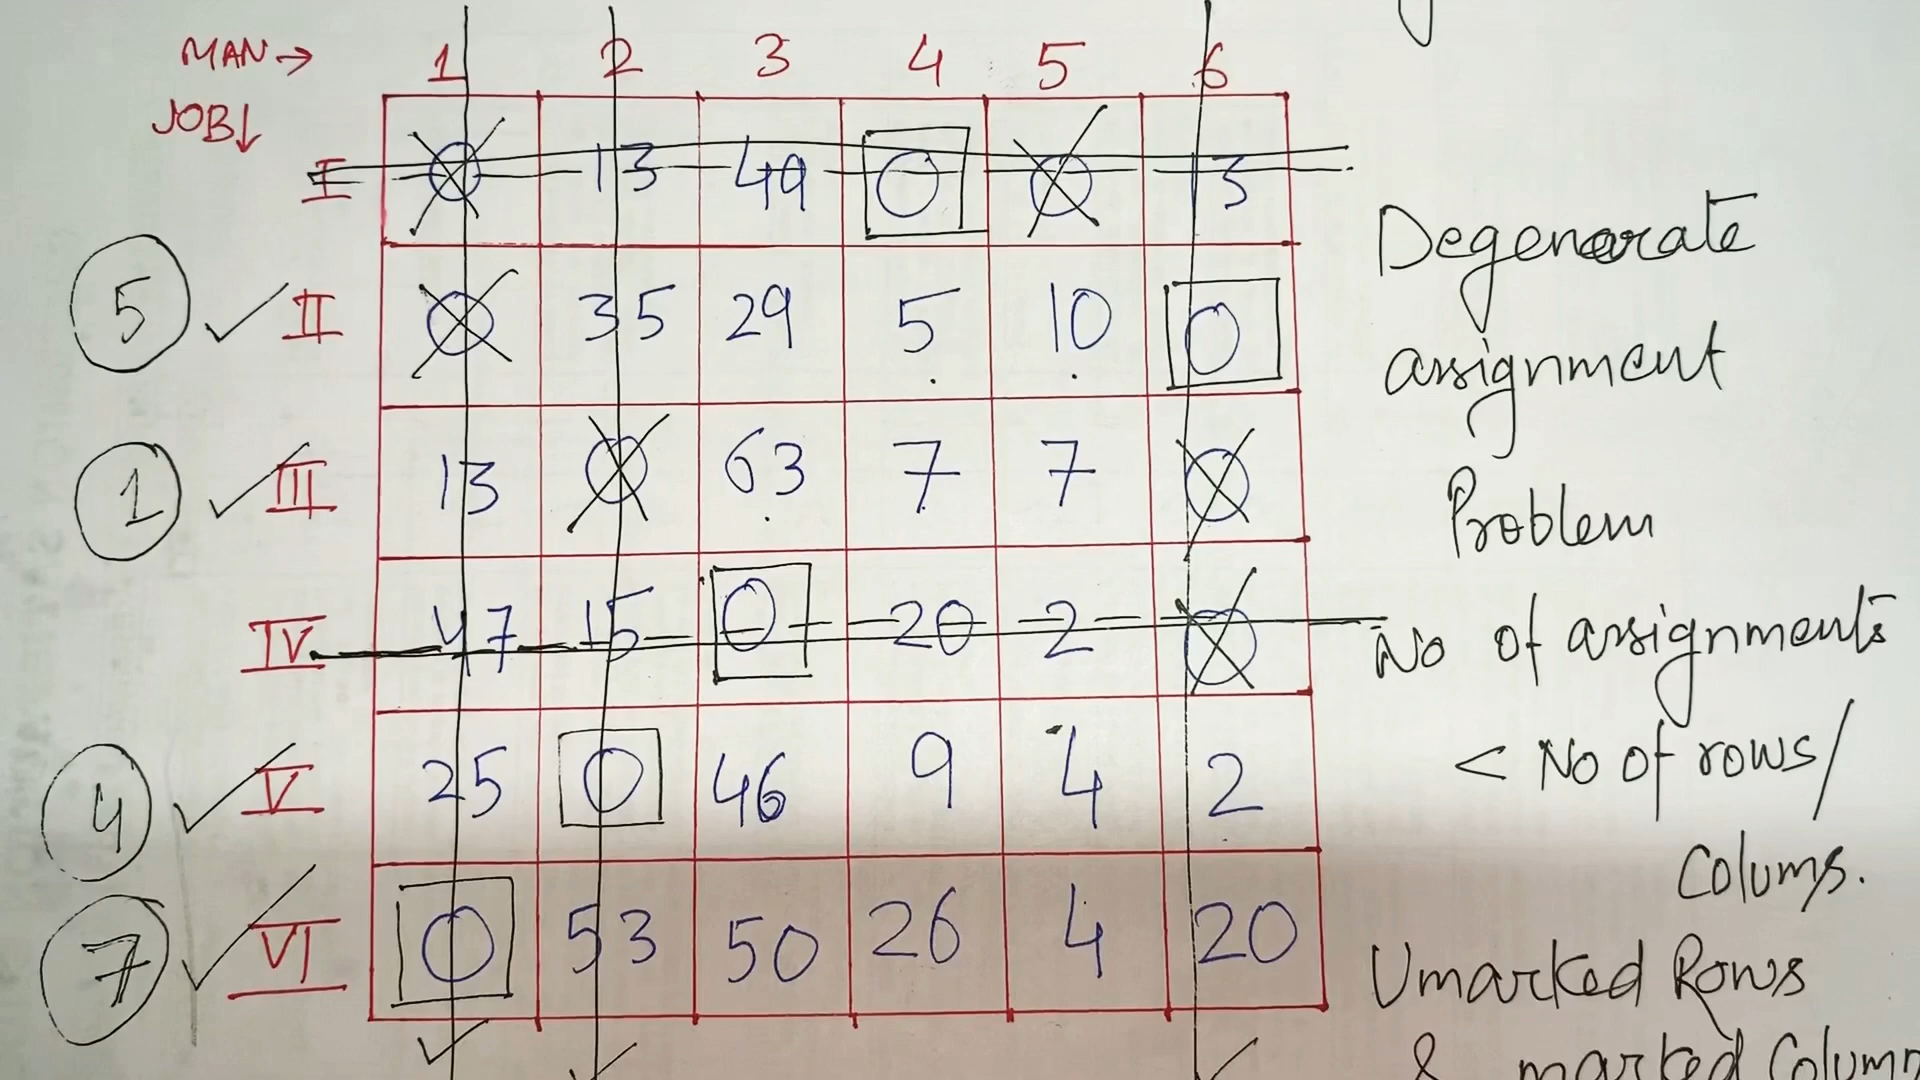 MAN → 1 2 3 4 5 6
JOB↓
I 0 13 49 0 0 13
5 ✓ II 0 35 29 5 10 0
1 ✓ III 13 0 63 7 7 0
IV 47 15 0 20 2 0
4 ✓ V 25 0 46 9 4 2
7 ✓ VI 0 53 50 26 4 20
✓ ✓ ✓
Degenerate
assignment
Problem
No of assignments
< No of rows/
Colums.
Umarked Rows
& marked Column